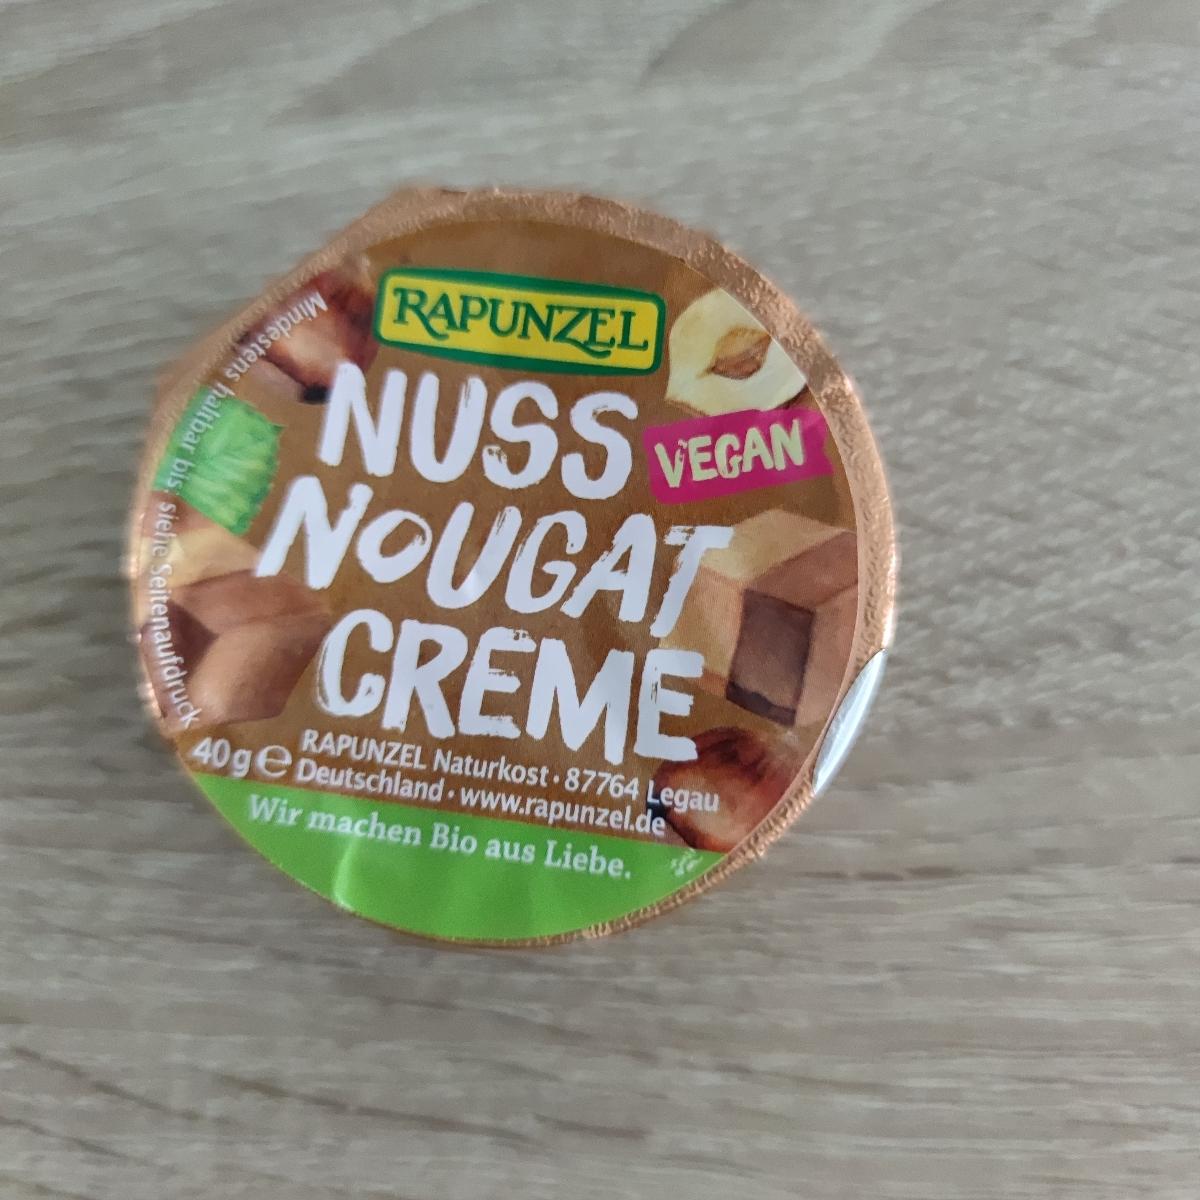 RAPUNZEL
NUSS
VEGAN
NOUGAT
CREME
Mindestens haltbar bis: siehe Seitenaufdruck
40 g e
RAPUNZEL Naturkost · 87764 Legau
Deutschland · www.rapunzel.de
Wir machen Bio aus Liebe.